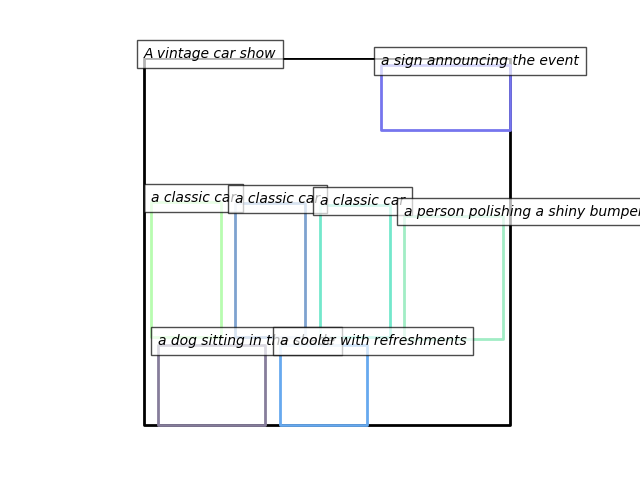 A vintage car show
a sign announcing the event
a classic car
a classic car
a classic car
a person polishing a shiny bumper
a dog sitting in the
a cooler with refreshments